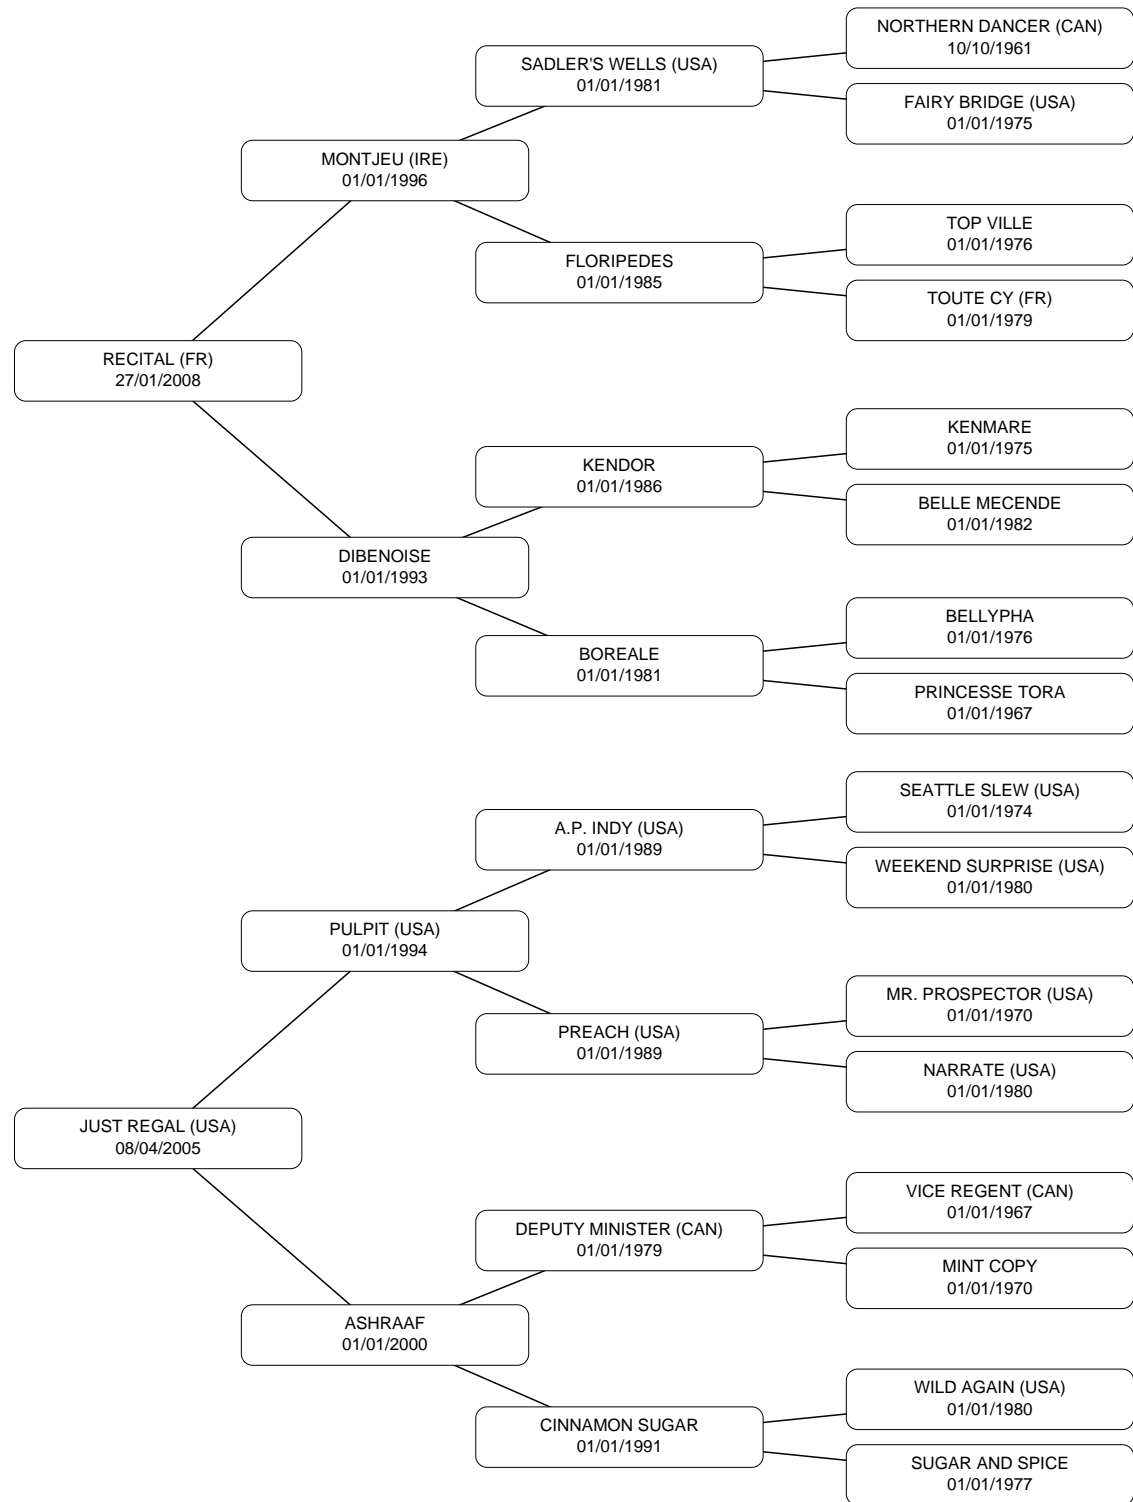 NORTHERN DANCER (CAN)
10/10/1961
SADLER'S WELLS (USA)
01/01/1981
FAIRY BRIDGE (USA)
01/01/1975
MONTJEU (IRE)
01/01/1996
TOP VILLE
01/01/1976
FLORIPEDES
01/01/1985
TOUTE CY (FR)
01/01/1979
RECITAL (FR)
27/01/2008
KENMARE
01/01/1975
KENDOR
01/01/1986
BELLE MECENDE
01/01/1982
DIBENOISE
01/01/1993
BELLYPHA
01/01/1976
BOREALE
01/01/1981
PRINCESSE TORA
01/01/1967
SEATTLE SLEW (USA)
01/01/1974
A.P. INDY (USA)
01/01/1989
WEEKEND SURPRISE (USA)
01/01/1980
PULPIT (USA)
01/01/1994
MR. PROSPECTOR (USA)
01/01/1970
PREACH (USA)
01/01/1989
NARRATE (USA)
01/01/1980
JUST REGAL (USA)
08/04/2005
VICE REGENT (CAN)
01/01/1967
DEPUTY MINISTER (CAN)
01/01/1979
MINT COPY
01/01/1970
ASHRAAF
01/01/2000
WILD AGAIN (USA)
01/01/1980
CINNAMON SUGAR
01/01/1991
SUGAR AND SPICE
01/01/1977